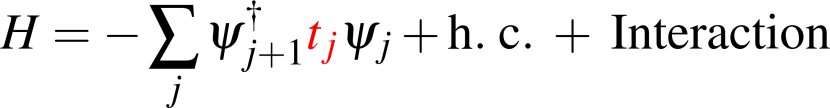 H = − ∑_j ψ†_{j+1} t_j ψ_j + h. c. + Interaction